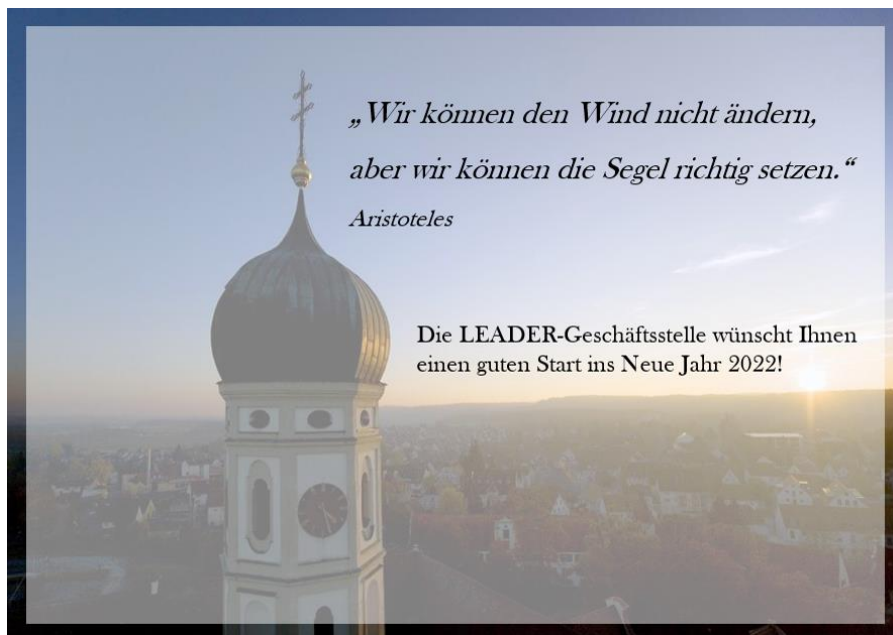 „Wir können den Wind nicht ändern,
aber wir können die Segel richtig setzen.“
Aristoteles
Die LEADER-Geschäftsstelle wünscht Ihnen
einen guten Start ins Neue Jahr 2022!